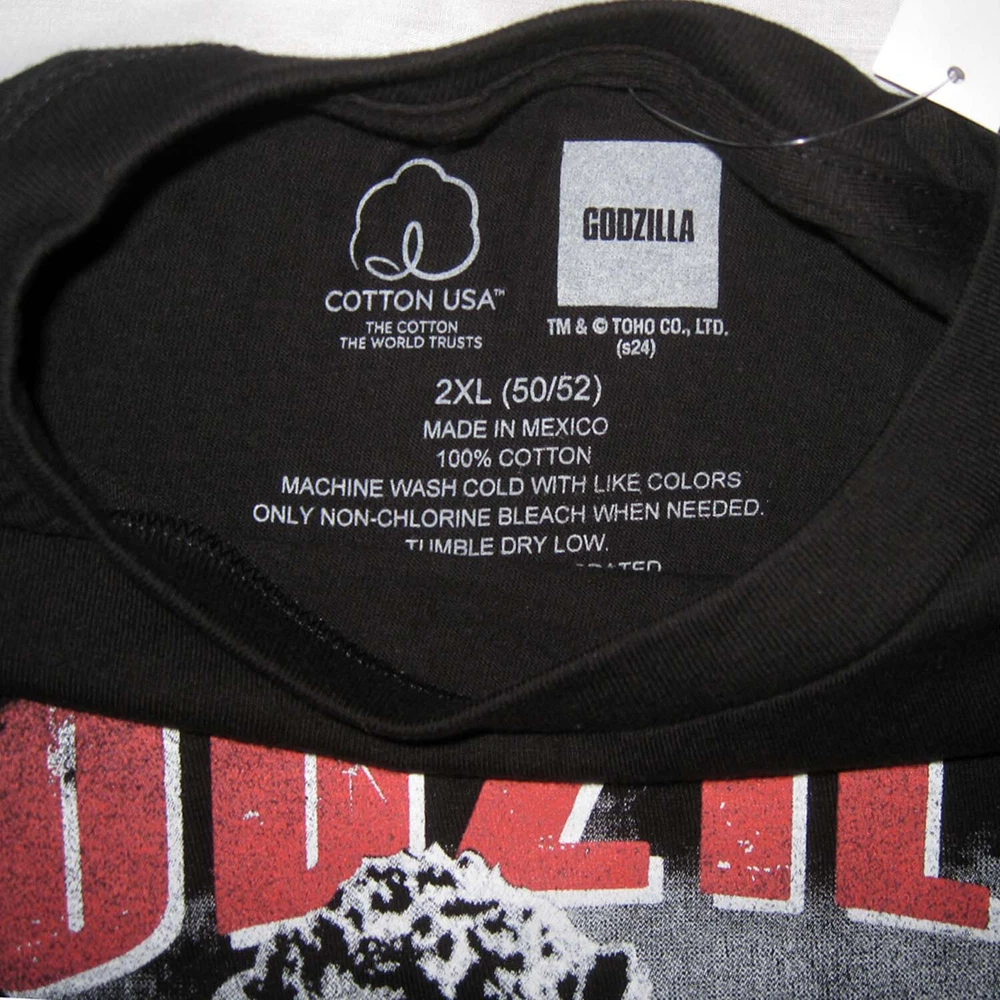 COTTON USA™
THE COTTON
THE WORLD TRUSTS
GODZILLA
TM & © TOHO CO., LTD.
(s24)
2XL (50/52)
MADE IN MEXICO
100% COTTON
MACHINE WASH COLD WITH LIKE COLORS
ONLY NON-CHLORINE BLEACH WHEN NEEDED.
TUMBLE DRY LOW.